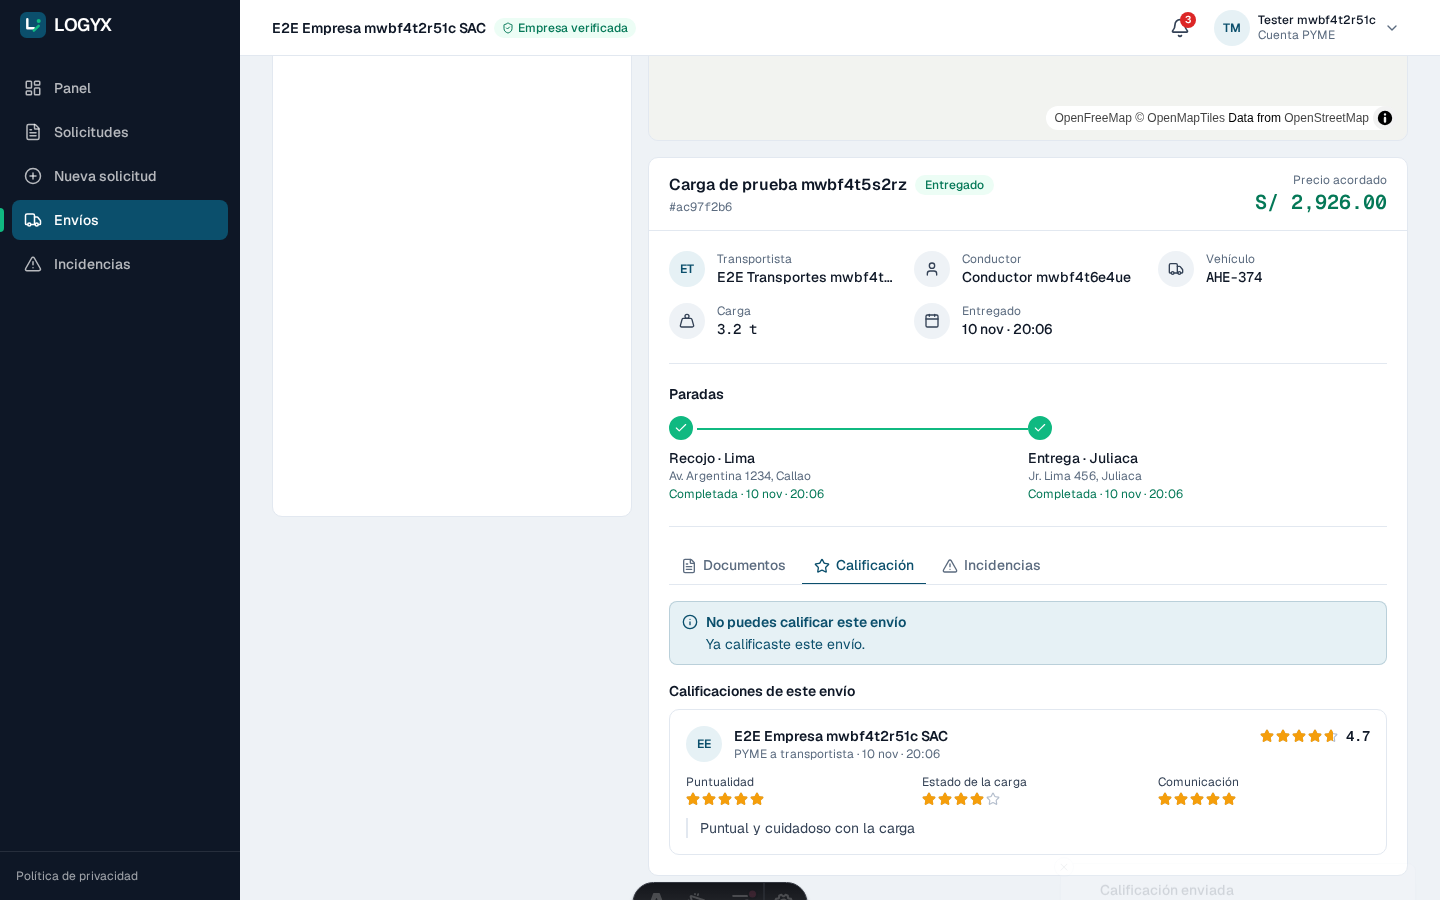 LOGYX
Panel
Solicitudes
Nueva solicitud
Envíos
Incidencias
Política de privacidad
E2E Empresa mwbf4t2r51c SAC
Empresa verificada
3
TM
Tester mwbf4t2r51c
Cuenta PYME
OpenFreeMap © OpenMapTiles Data from OpenStreetMap
Carga de prueba mwbf4t5s2rz
Entregado
#ac97f2b6
Precio acordado
S/ 2,926.00
ET
Transportista
E2E Transportes mwbf4t...
Conductor
Conductor mwbf4t6e4ue
Vehículo
AHE-374
Carga
3.2 t
Entregado
10 nov · 20:06
Paradas
Recojo · Lima
Av. Argentina 1234, Callao
Completada · 10 nov · 20:06
Entrega · Juliaca
Jr. Lima 456, Juliaca
Completada · 10 nov · 20:06
Documentos
Calificación
Incidencias
No puedes calificar este envío
Ya calificaste este envío.
Calificaciones de este envío
EE
E2E Empresa mwbf4t2r51c SAC
PYME a transportista · 10 nov · 20:06
4.7
Puntualidad
Estado de la carga
Comunicación
Puntual y cuidadoso con la carga
Calificación enviada